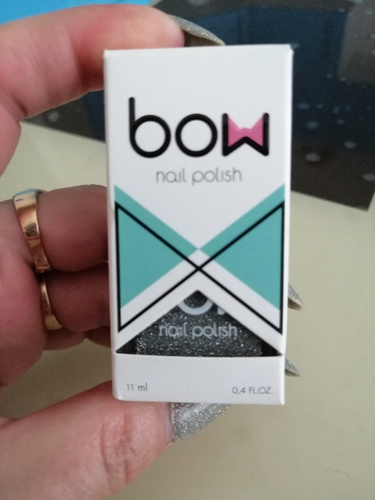 bow
nail polish
nail polish
11 ml
0,4 FL.OZ.